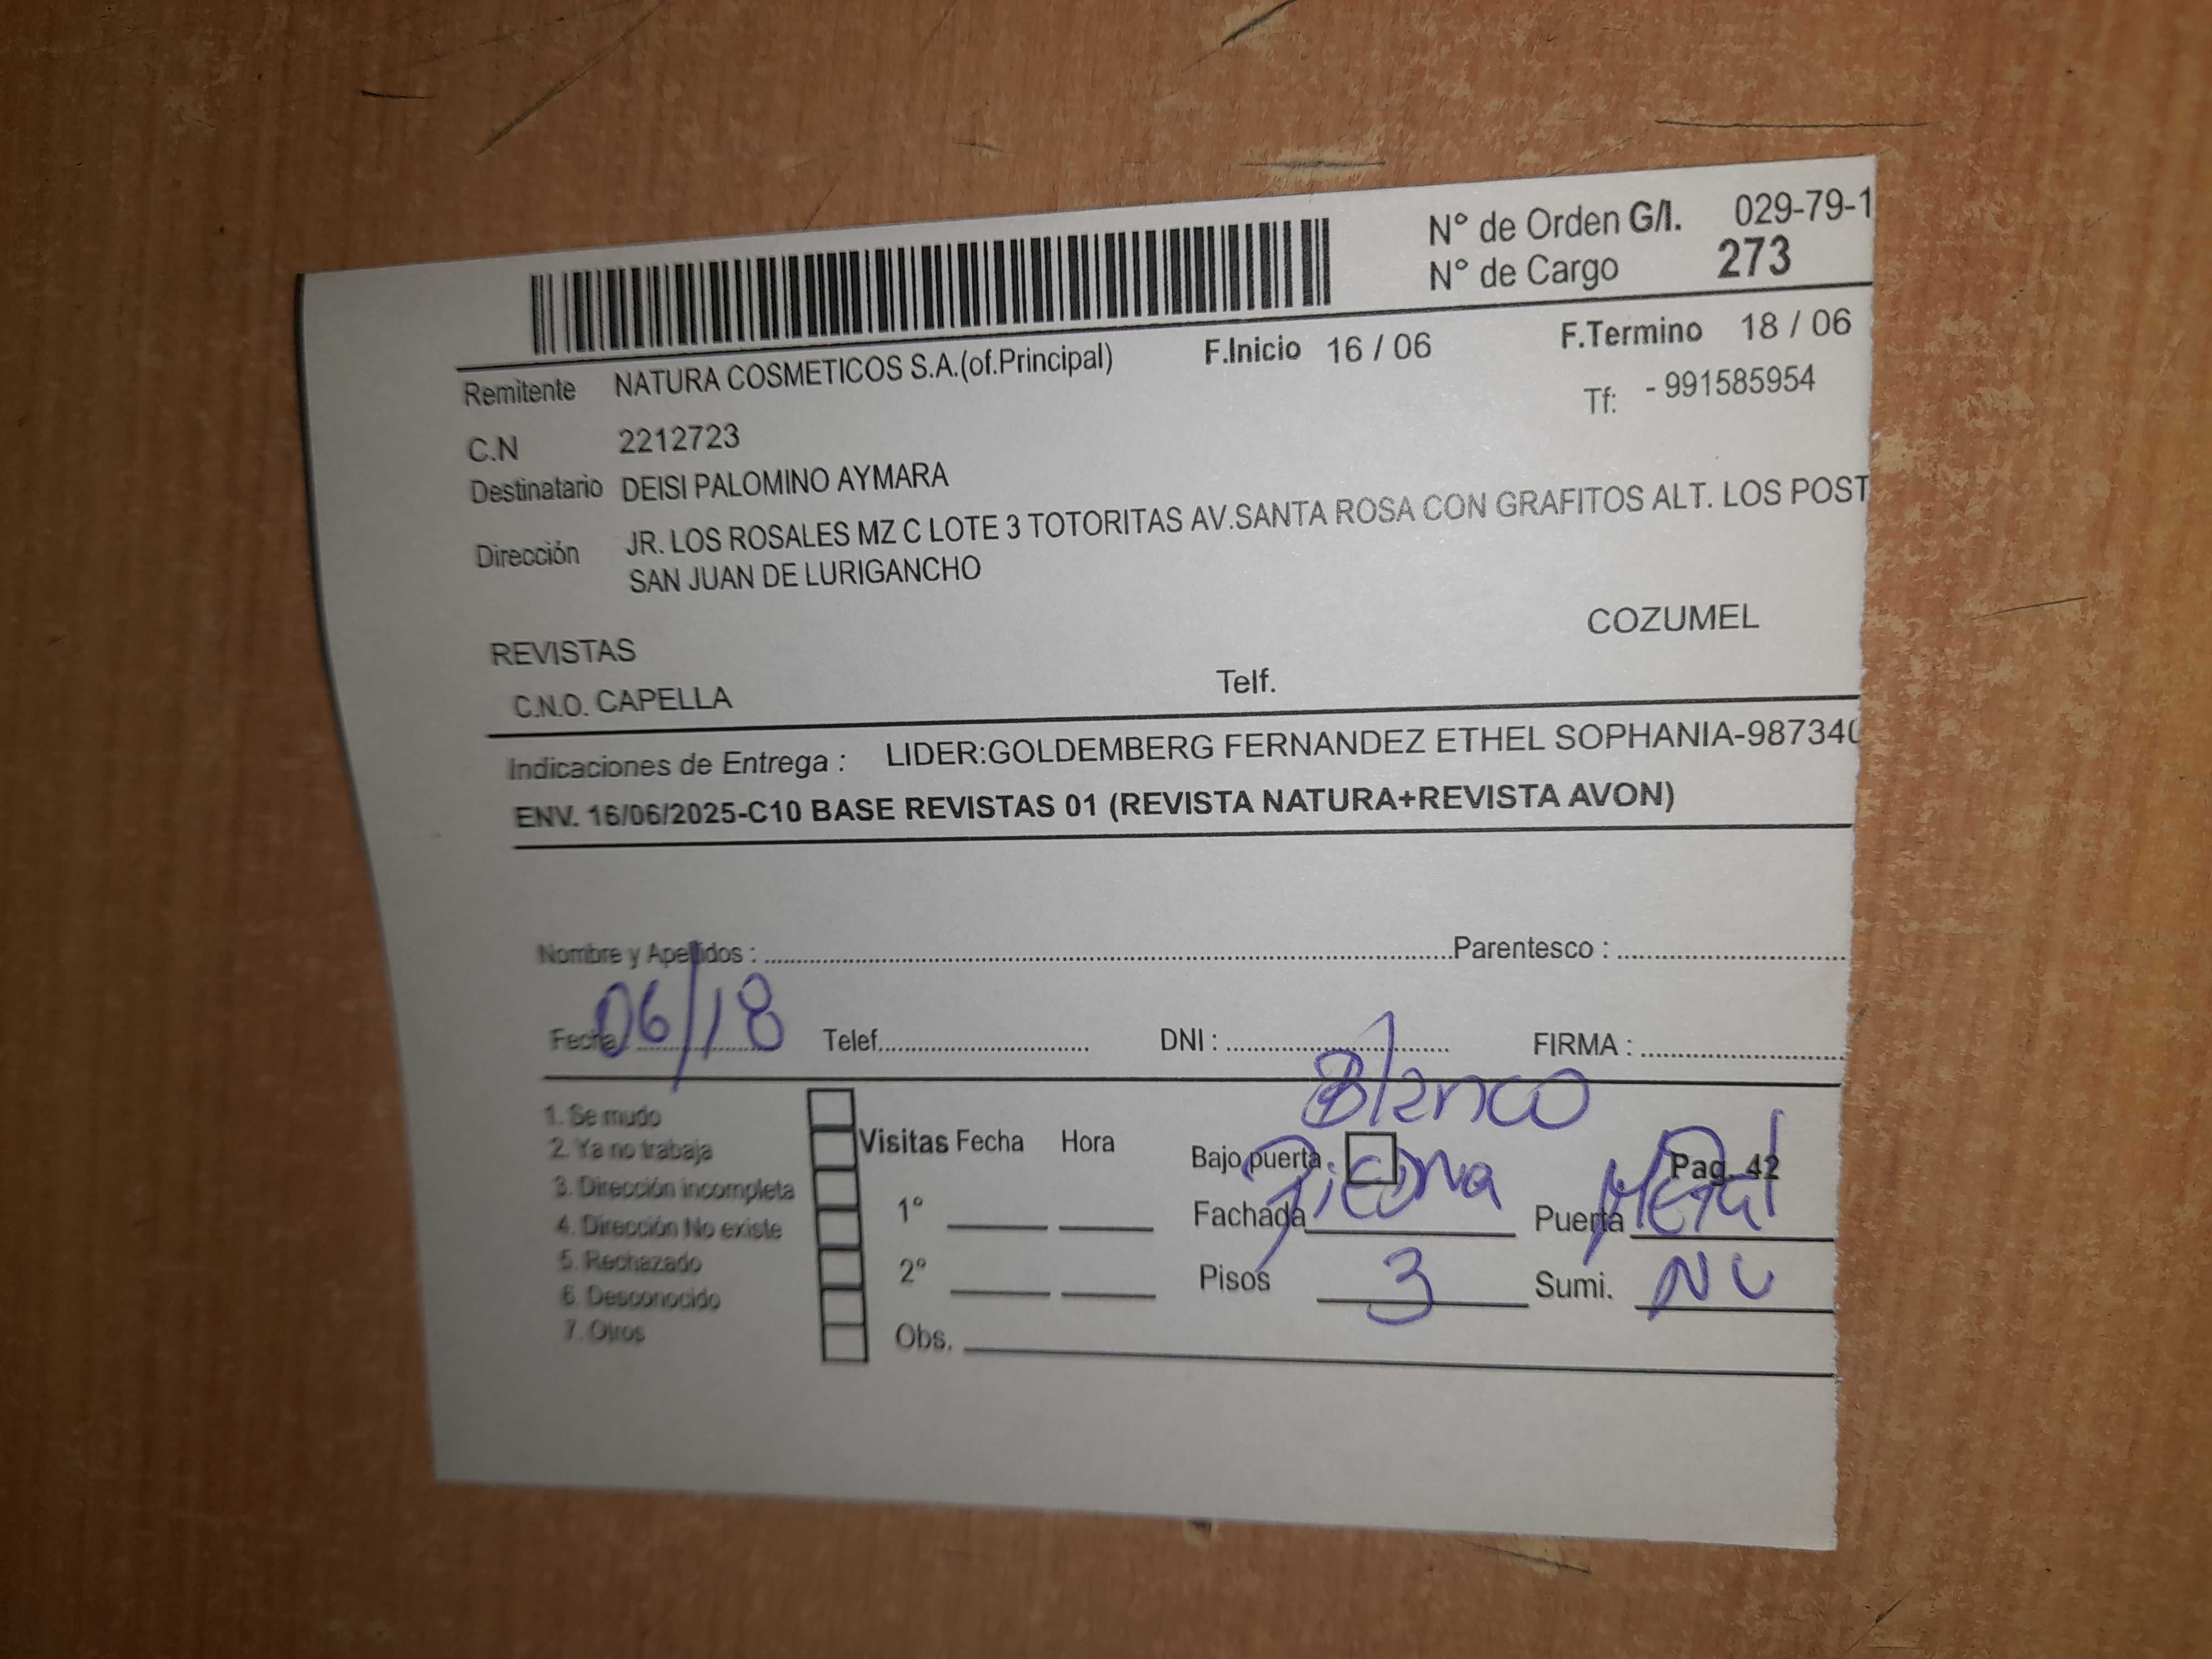 N° de Orden G/I. 029-79-1
N° de Cargo 273
F.Inicio 16 / 06 F.Termino 18 / 06
Remitente NATURA COSMETICOS S.A.(of.Principal)
Tf: - 991585954
C.N 2212723
Destinatario DEISI PALOMINO AYMARA
Dirección JR. LOS ROSALES MZ C LOTE 3 TOTORITAS AV.SANTA ROSA CON GRAFITOS ALT. LOS POST
SAN JUAN DE LURIGANCHO
COZUMEL
REVISTAS
C.N.O. CAPELLA Telf.
Indicaciones de Entrega : LIDER:GOLDEMBERG FERNANDEZ ETHEL SOPHANIA-98734
ENV. 16/06/2025-C10 BASE REVISTAS 01 (REVISTA NATURA+REVISTA AVON)
Nombre y Apellidos : Parentesco :
Fecha 06/18 Telef. DNI : FIRMA :
Blanco
1. Se mudo
2. Ya no trabaja
3. Dirección incompleta
4. Dirección No existe
5. Rechazado
6. Desconocido
7. Otros
Visitas Fecha Hora
1°
2°
Obs.
Bajo puerta Pag. 42
Fachada Puerta Metal
Pisos 3 Sumi.